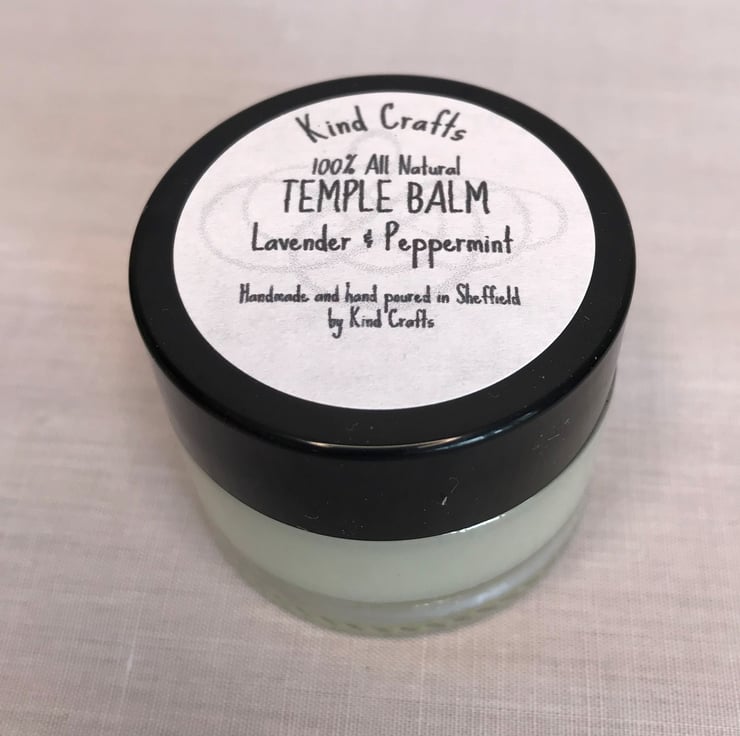 Kind Crafts
100% All Natural
TEMPLE BALM
Lavender & Peppermint
Handmade and hand poured in Sheffield
by Kind Crafts